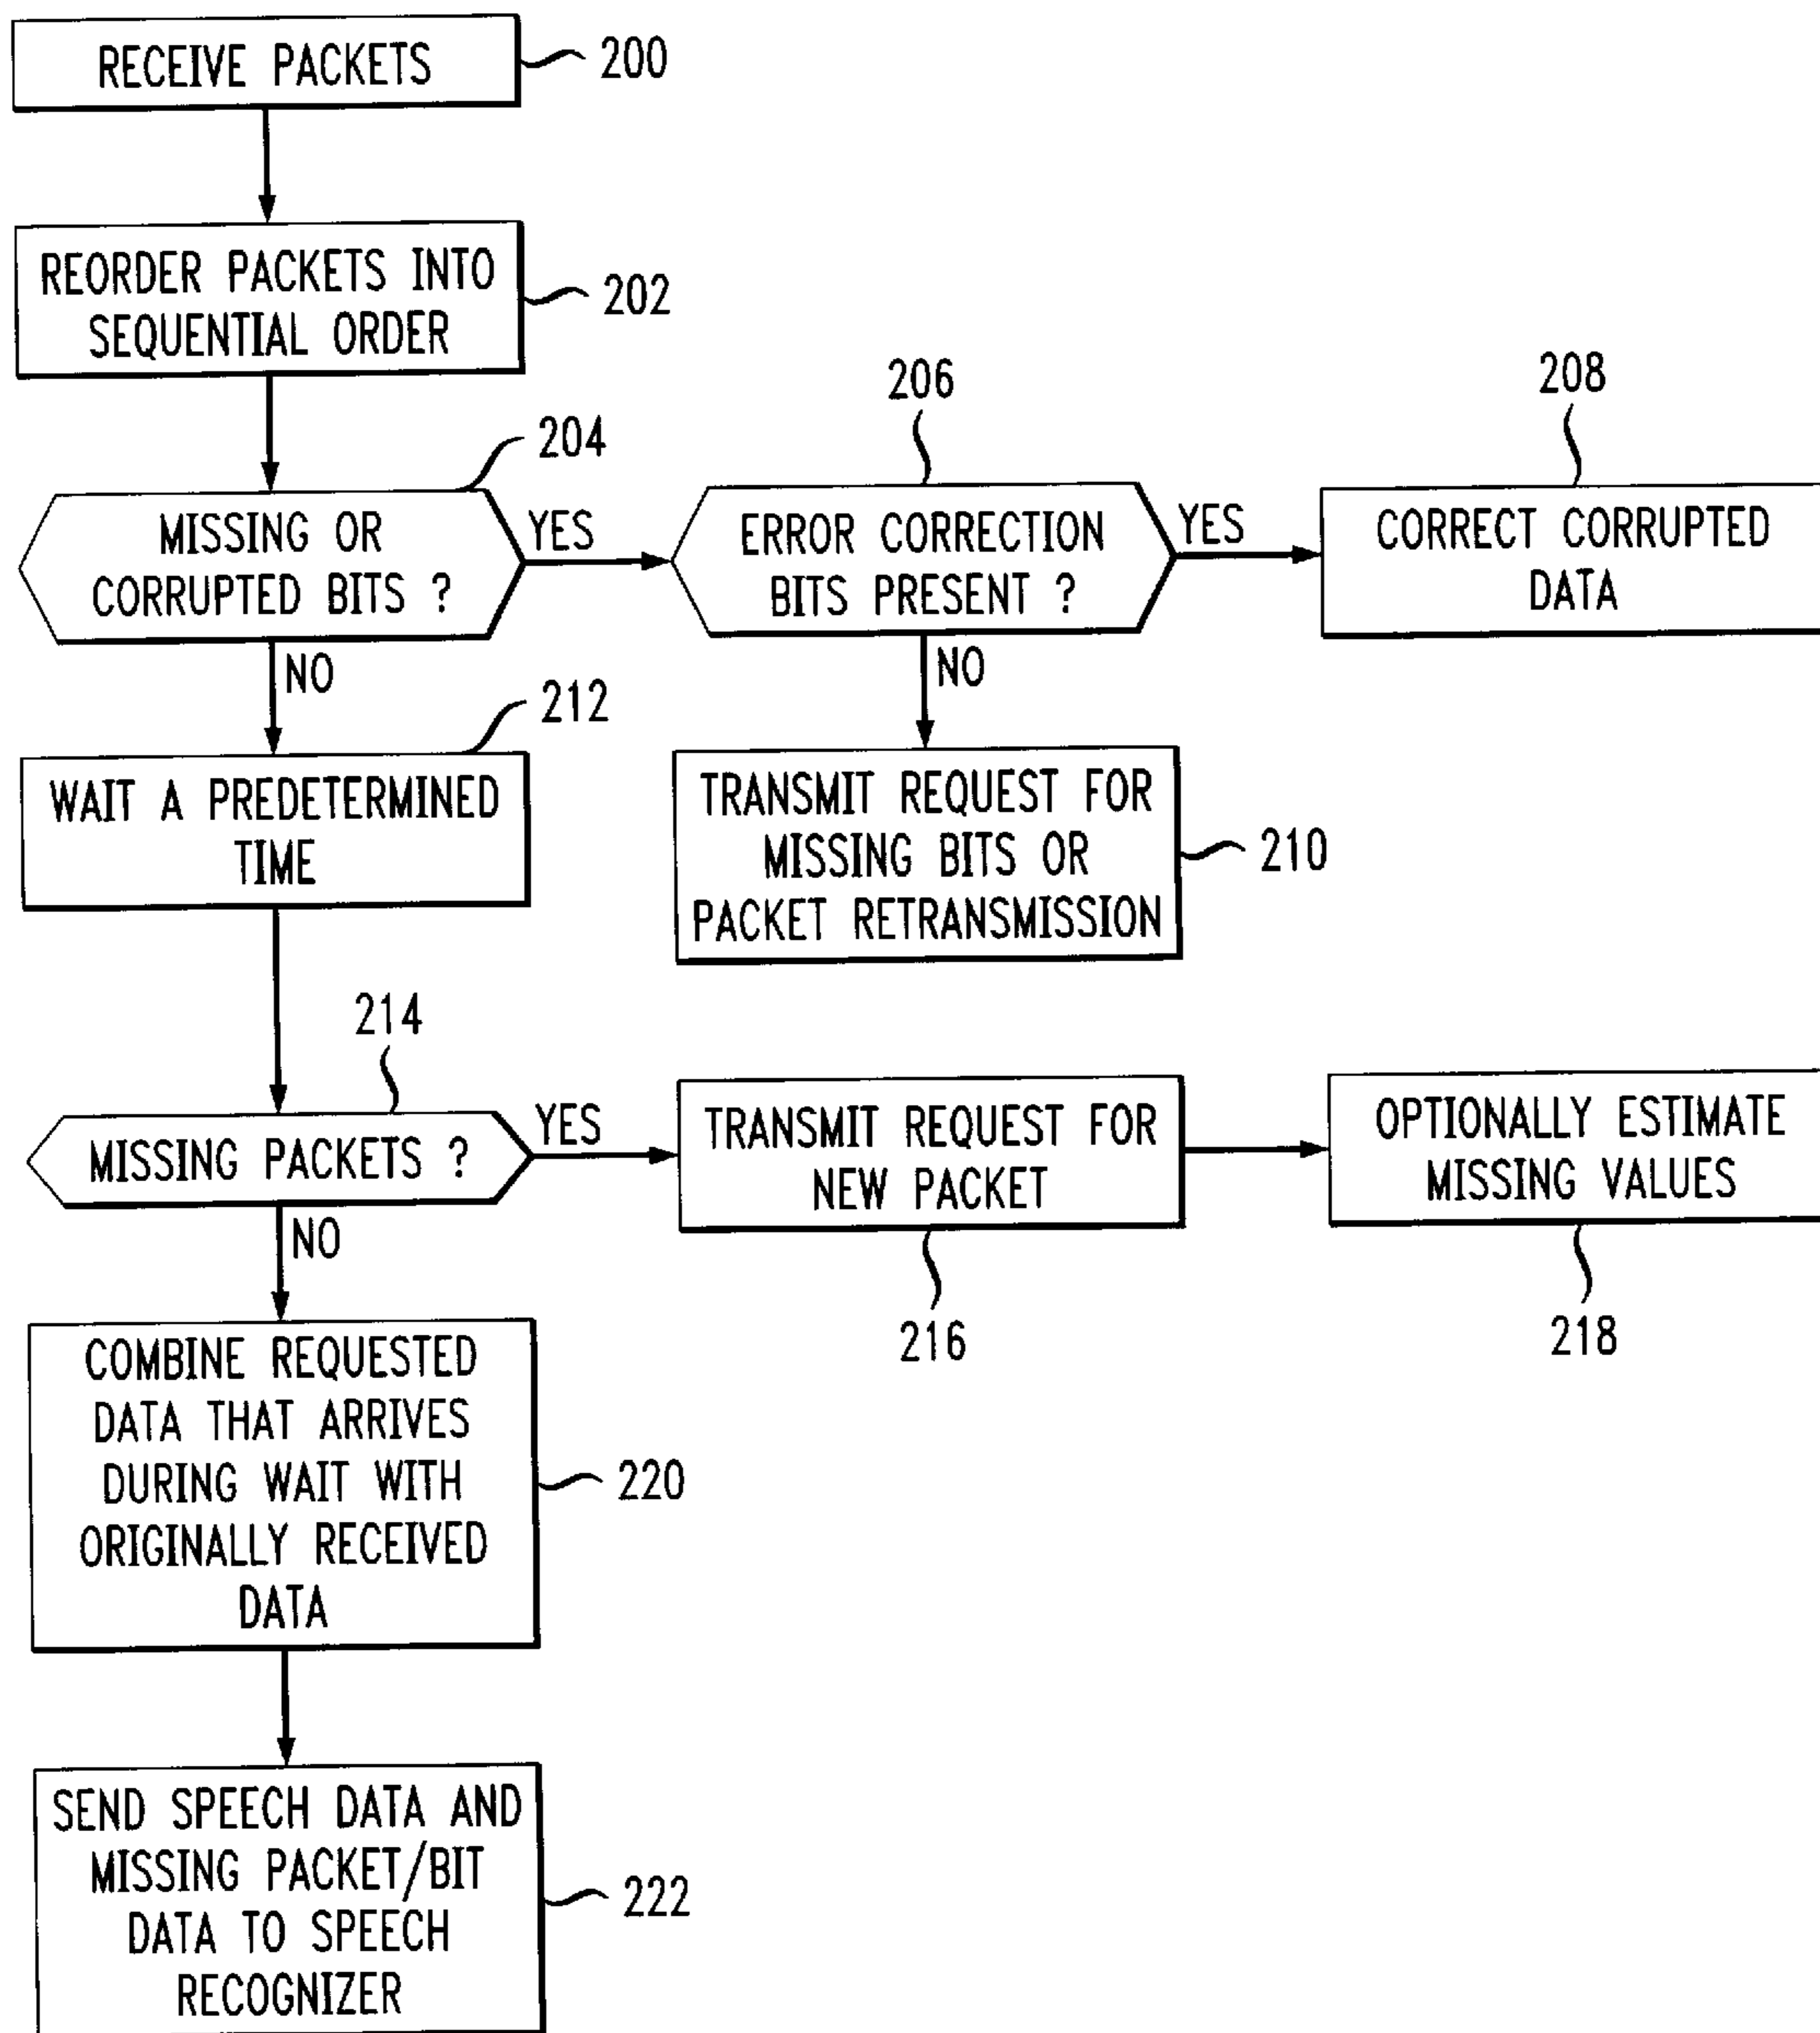 RECEIVE PACKETS
200
REORDER PACKETS INTO
SEQUENTIAL ORDER
202
204
MISSING OR
CORRUPTED BITS ?
YES
NO
206
ERROR CORRECTION
BITS PRESENT ?
YES
NO
208
CORRECT CORRUPTED
DATA
212
WAIT A PREDETERMINED
TIME
TRANSMIT REQUEST FOR
MISSING BITS OR
PACKET RETRANSMISSION
210
214
MISSING PACKETS ?
YES
NO
TRANSMIT REQUEST FOR
NEW PACKET
216
OPTIONALLY ESTIMATE
MISSING VALUES
218
COMBINE REQUESTED
DATA THAT ARRIVES
DURING WAIT WITH
ORIGINALLY RECEIVED
DATA
220
SEND SPEECH DATA AND
MISSING PACKET/BIT
DATA TO SPEECH
RECOGNIZER
222